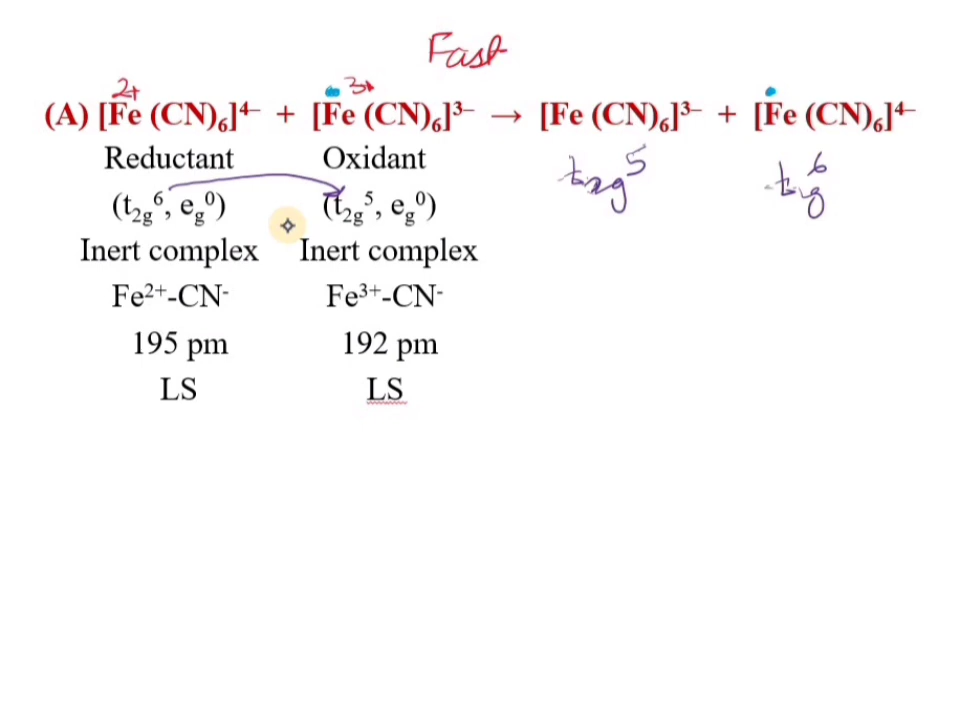 Fast
2+ 3+
(A) [Fe (CN)₆]⁴⁻ + [Fe (CN)₆]³⁻ → [Fe (CN)₆]³⁻ + [Fe (CN)₆]⁴⁻
Reductant Oxidant t₂g⁵ t₂g⁶
(t₂g⁶, eg⁰) (t₂g⁵, eg⁰)
Inert complex Inert complex
Fe²⁺-CN⁻ Fe³⁺-CN⁻
195 pm 192 pm
LS LS